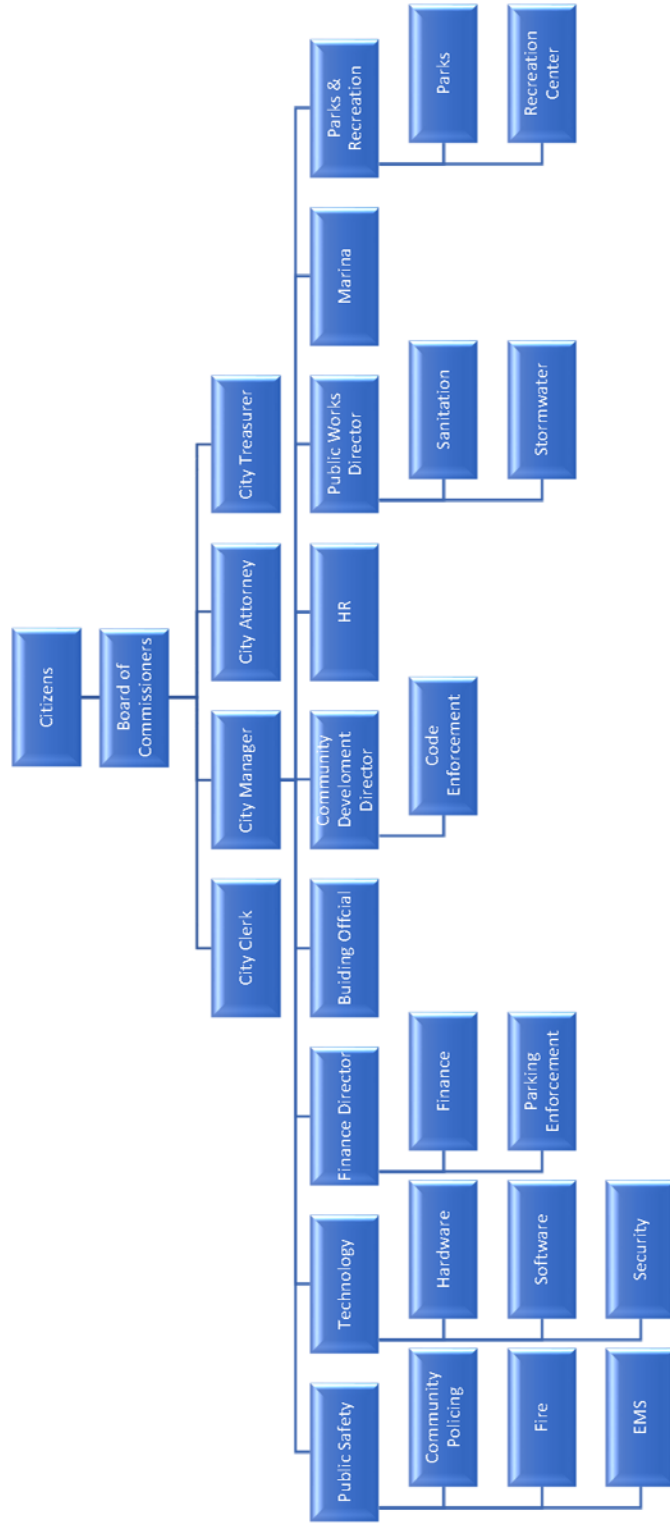 Citizens
Board of
Commissioners
City Clerk
City Manager
City Attorney
City Treasurer
Public Safety
Technology
Finance Director
Buiding Offcial
Community
Develoment
Director
HR
Public Works
Director
Marina
Parks &
Recreation
Community
Policing
Fire
EMS
Hardware
Software
Security
Finance
Parking
Enforcement
Code
Enforcement
Sanitation
Stormwater
Parks
Recreation
Center